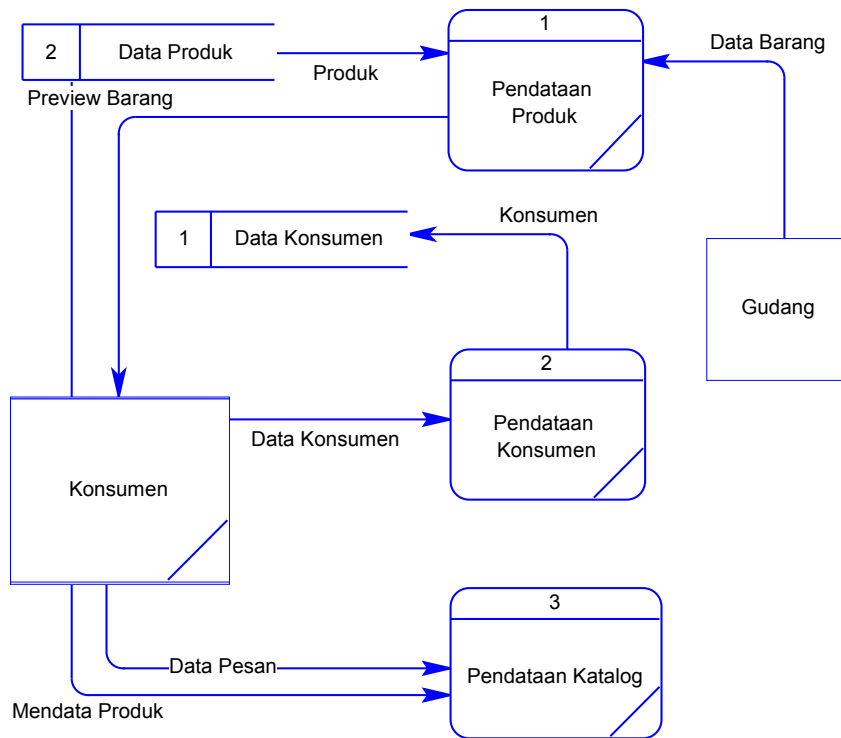 1
2
Data Produk
Data Barang
Produk
Preview Barang
Pendataan
Produk
Konsumen
1
Data Konsumen
Gudang
2
Pendataan
Konsumen
Data Konsumen
Konsumen
3
Data Pesan
Pendataan Katalog
Mendata Produk